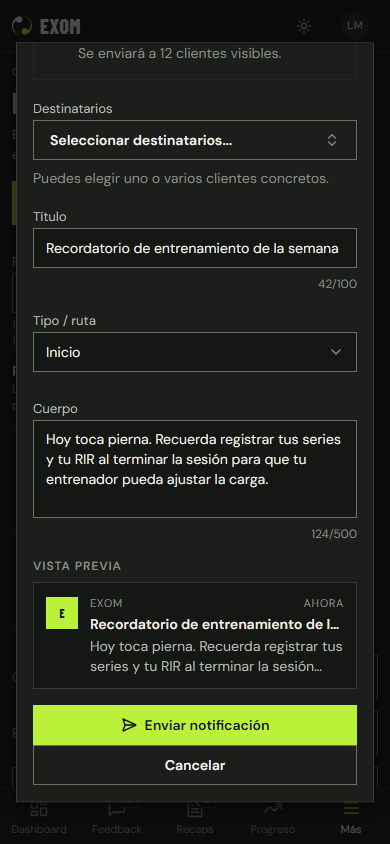 EXOM
LM
Se enviará a 12 clientes visibles.
Destinatarios
Seleccionar destinatarios...
Puedes elegir uno o varios clientes concretos.
Título
Recordatorio de entrenamiento de la semana
42/100
Tipo / ruta
Inicio
Cuerpo
Hoy toca pierna. Recuerda registrar tus series
y tu RIR al terminar la sesión para que tu
entrenador pueda ajustar la carga.
124/500
VISTA PREVIA
E
EXOM
AHORA
Recordatorio de entrenamiento de l...
Hoy toca pierna. Recuerda registrar tus
series y tu RIR al terminar la sesión...
Enviar notificación
Cancelar
Dashboard
Feedback
Recaps
Progreso
Más